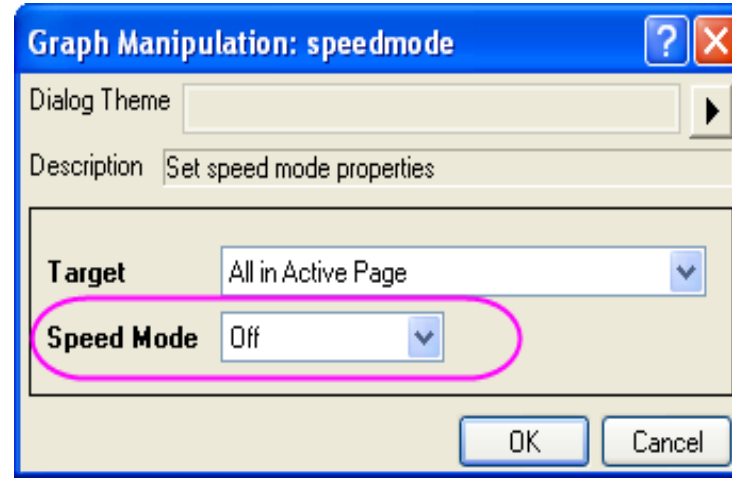 Graph Manipulation: speedmode
Dialog Theme
Description Set speed mode properties
Target All in Active Page
Speed Mode Off
OK Cancel